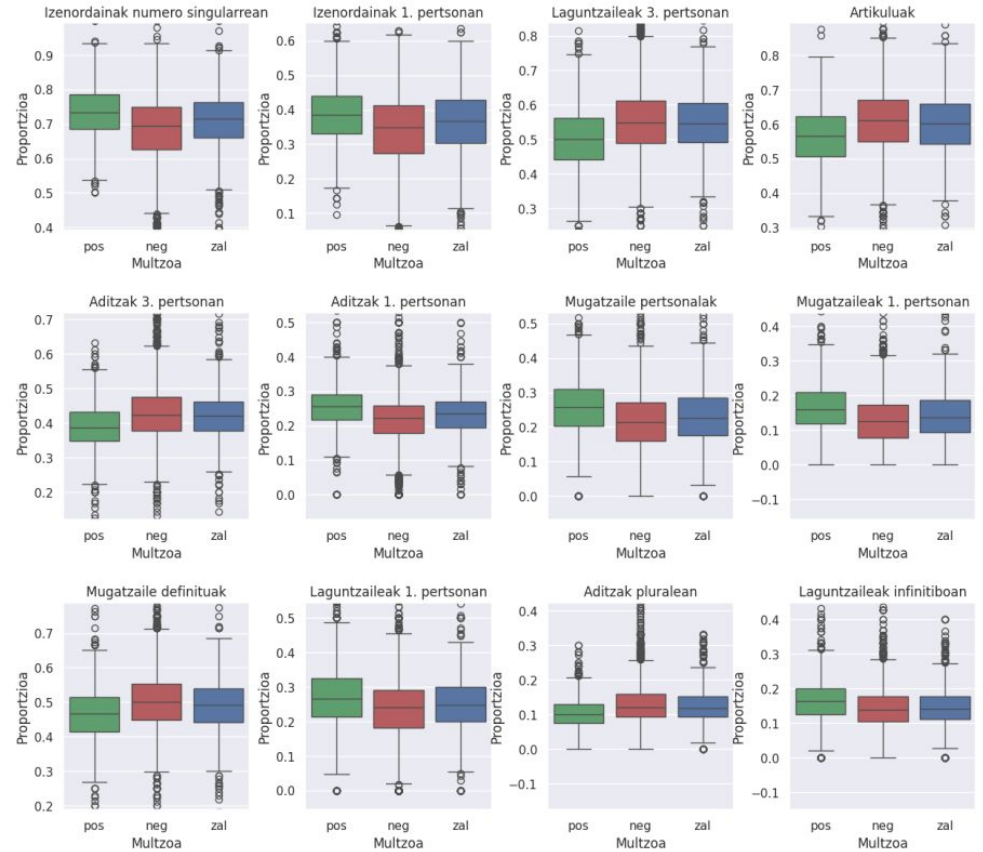 Izenordainak numero singularrean
Proportzioa
0.9
0.8
0.7
0.6
0.5
0.4
pos neg zal
Multzoa
Izenordainak 1. pertsonan
Proportzioa
0.6
0.5
0.4
0.3
0.2
0.1
pos neg zal
Multzoa
Laguntzaileak 3. pertsonan
Proportzioa
0.8
0.7
0.6
0.5
0.4
0.3
pos neg zal
Multzoa
Artikuluak
Proportzioa
0.8
0.7
0.6
0.5
0.4
0.3
pos neg zal
Multzoa
Aditzak 3. pertsonan
Proportzioa
0.7
0.6
0.5
0.4
0.3
0.2
pos neg zal
Multzoa
Aditzak 1. pertsonan
Proportzioa
0.5
0.4
0.3
0.2
0.1
0.0
pos neg zal
Multzoa
Mugatzaile pertsonalak
Proportzioa
0.5
0.4
0.3
0.2
0.1
0.0
pos neg zal
Multzoa
Mugatzaileak 1. pertsonan
Proportzioa
0.4
0.3
0.2
0.1
0.0
−0.1
pos neg zal
Multzoa
Mugatzaile definituak
Proportzioa
0.7
0.6
0.5
0.4
0.3
0.2
pos neg zal
Multzoa
Laguntzaileak 1. pertsonan
Proportzioa
0.5
0.4
0.3
0.2
0.1
0.0
pos neg zal
Multzoa
Aditzak pluralean
Proportzioa
0.4
0.3
0.2
0.1
0.0
−0.1
pos neg zal
Multzoa
Laguntzaileak infinitiboan
Proportzioa
0.4
0.3
0.2
0.1
0.0
−0.1
pos neg zal
Multzoa